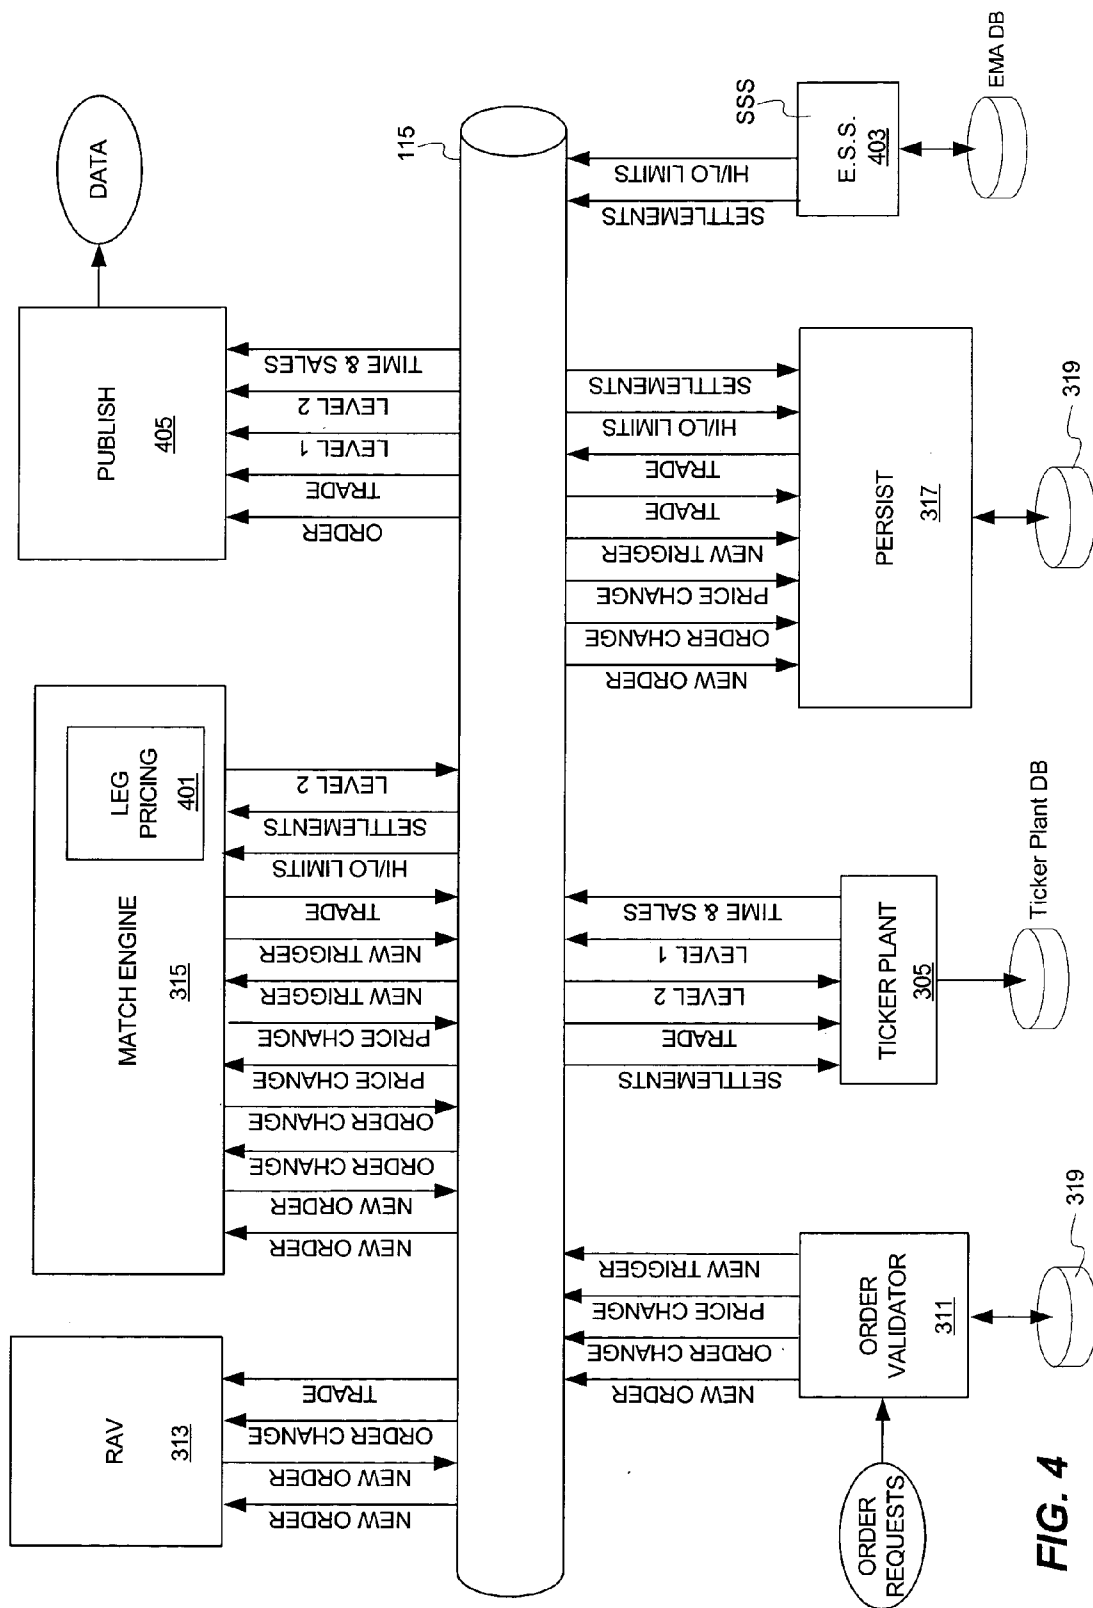 RAV
313
NEW ORDER
NEW ORDER
ORDER CHANGE
TRADE
MATCH ENGINE
315
LEG
PRICING
401
NEW ORDER
NEW ORDER
ORDER CHANGE
ORDER CHANGE
PRICE CHANGE
PRICE CHANGE
NEW TRIGGER
NEW TRIGGER
TRADE
HI/LO LIMITS
SETTLEMENTS
LEVEL 2
PUBLISH
405
DATA
ORDER
TRADE
LEVEL 1
LEVEL 2
TIME & SALES
115
ORDER
REQUESTS
ORDER
VALIDATOR
311
NEW ORDER
ORDER CHANGE
PRICE CHANGE
NEW TRIGGER
319
TICKER PLANT
305
SETTLEMENTS
TRADE
LEVEL 2
LEVEL 1
TIME & SALES
Ticker Plant DB
PERSIST
317
NEW ORDER
ORDER CHANGE
PRICE CHANGE
NEW TRIGGER
TRADE
TRADE
HI/LO LIMITS
SETTLEMENTS
319
SETTLEMENTS
HI/LO LIMITS
SSS
E.S.S.
403
EMA DB
FIG. 4